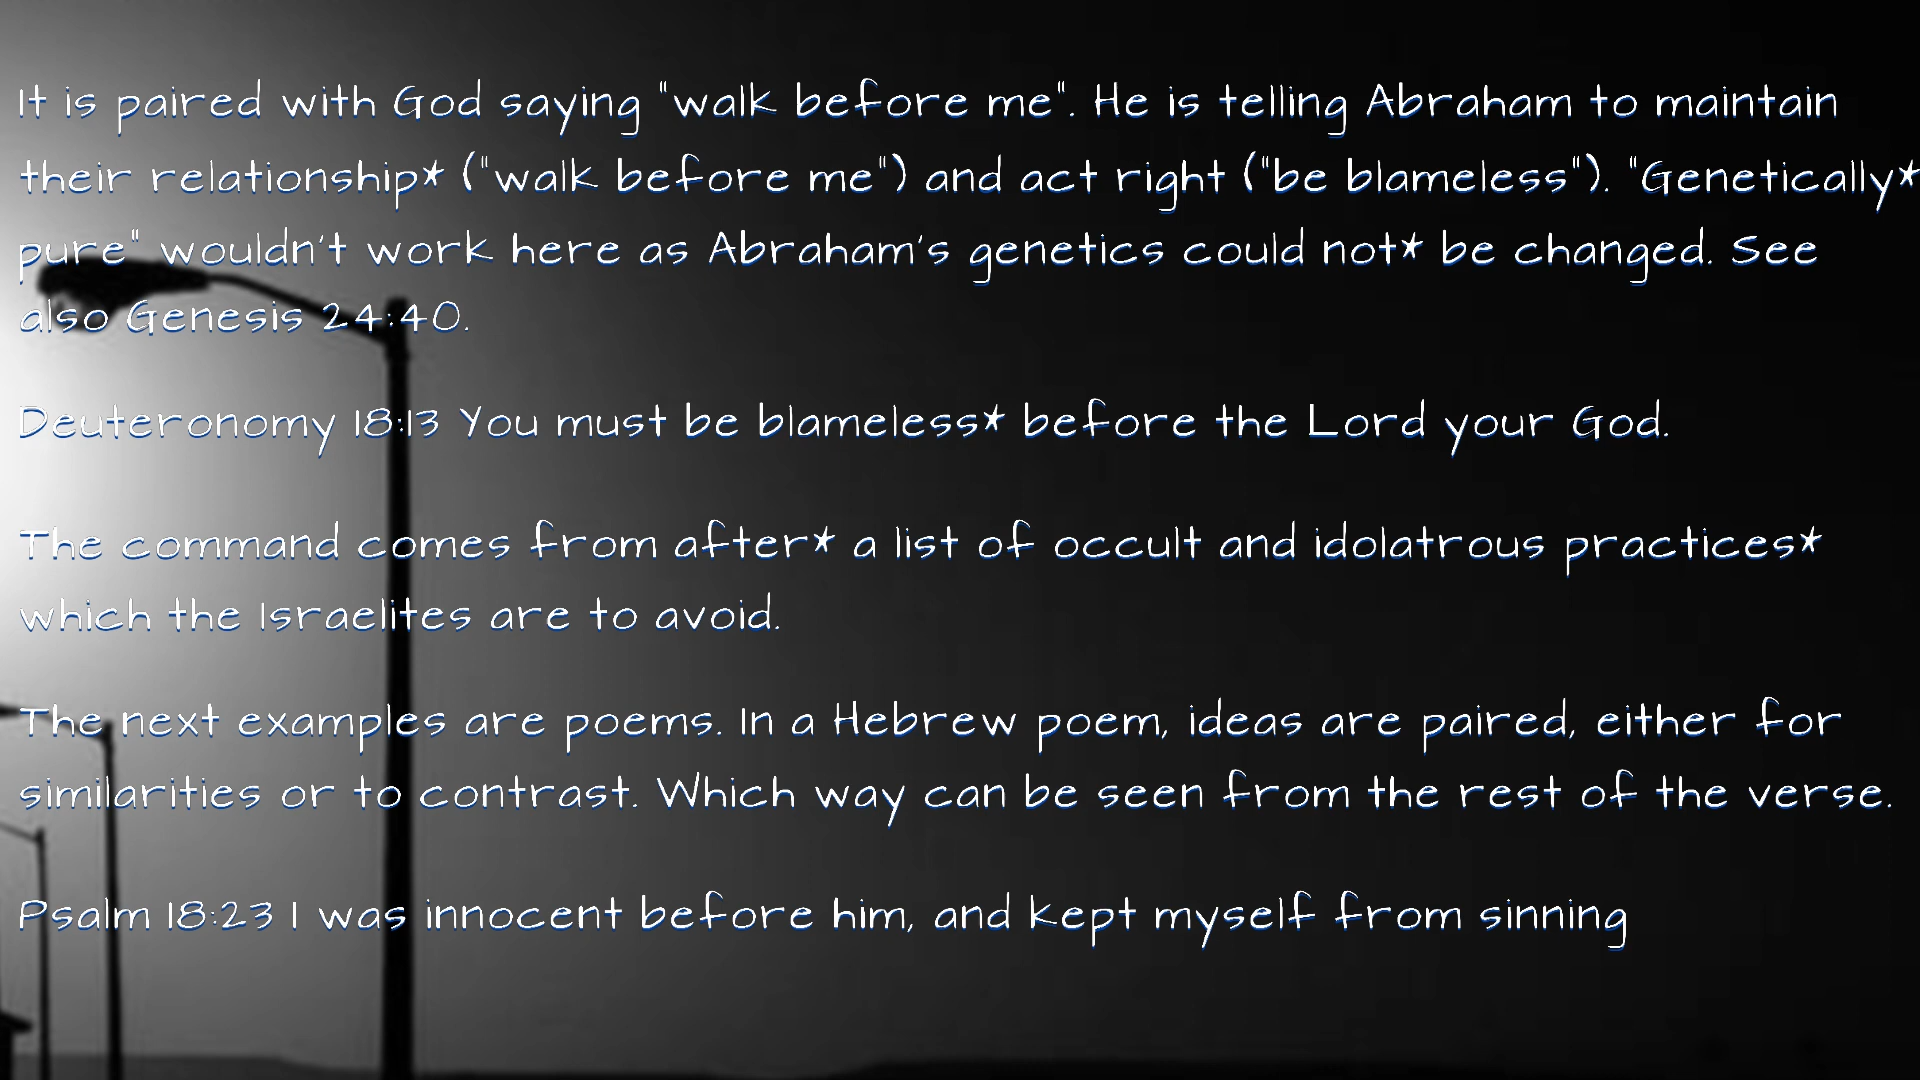 It is paired with God saying "walk before me". He is telling Abraham to maintain
their relationship* ("walk before me") and act right ("be blameless"). "Genetically*
pure" wouldn't work here as Abraham's genetics could not* be changed. See
also Genesis 24:40.
Deuteronomy 18:13 You must be blameless* before the Lord your God.
The command comes from after* a list of occult and idolatrous practices*
which the Israelites are to avoid.
The next examples are poems. In a Hebrew poem, ideas are paired, either for
similarities or to contrast. Which way can be seen from the rest of the verse.
Psalm 18:23 I was innocent before him, and kept myself from sinning